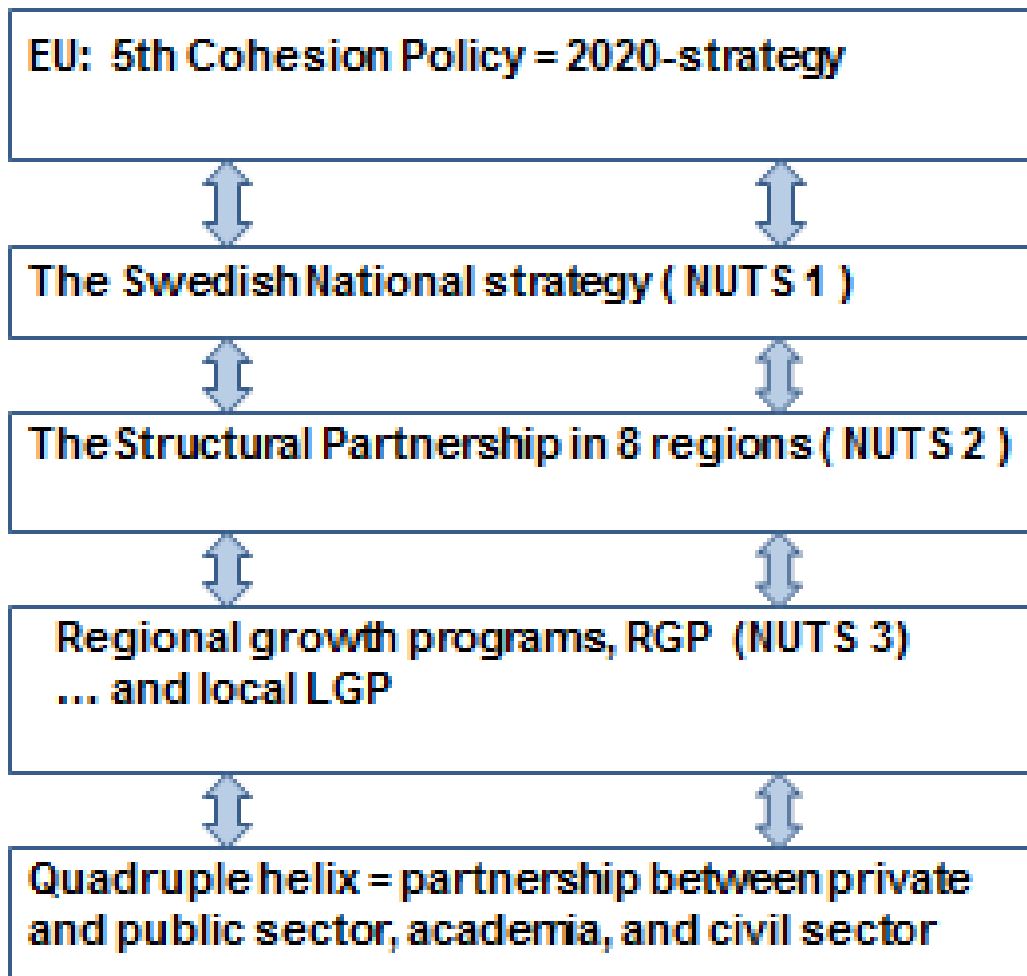 EU: 5th Cohesion Policy = 2020-strategy
The Swedish National strategy ( NUTS 1 )
The Structural Partnership in 8 regions ( NUTS 2 )
Regional growth programs, RGP (NUTS 3)
... and local LGP
Quadruple helix = partnership between private
and public sector, academia, and civil sector